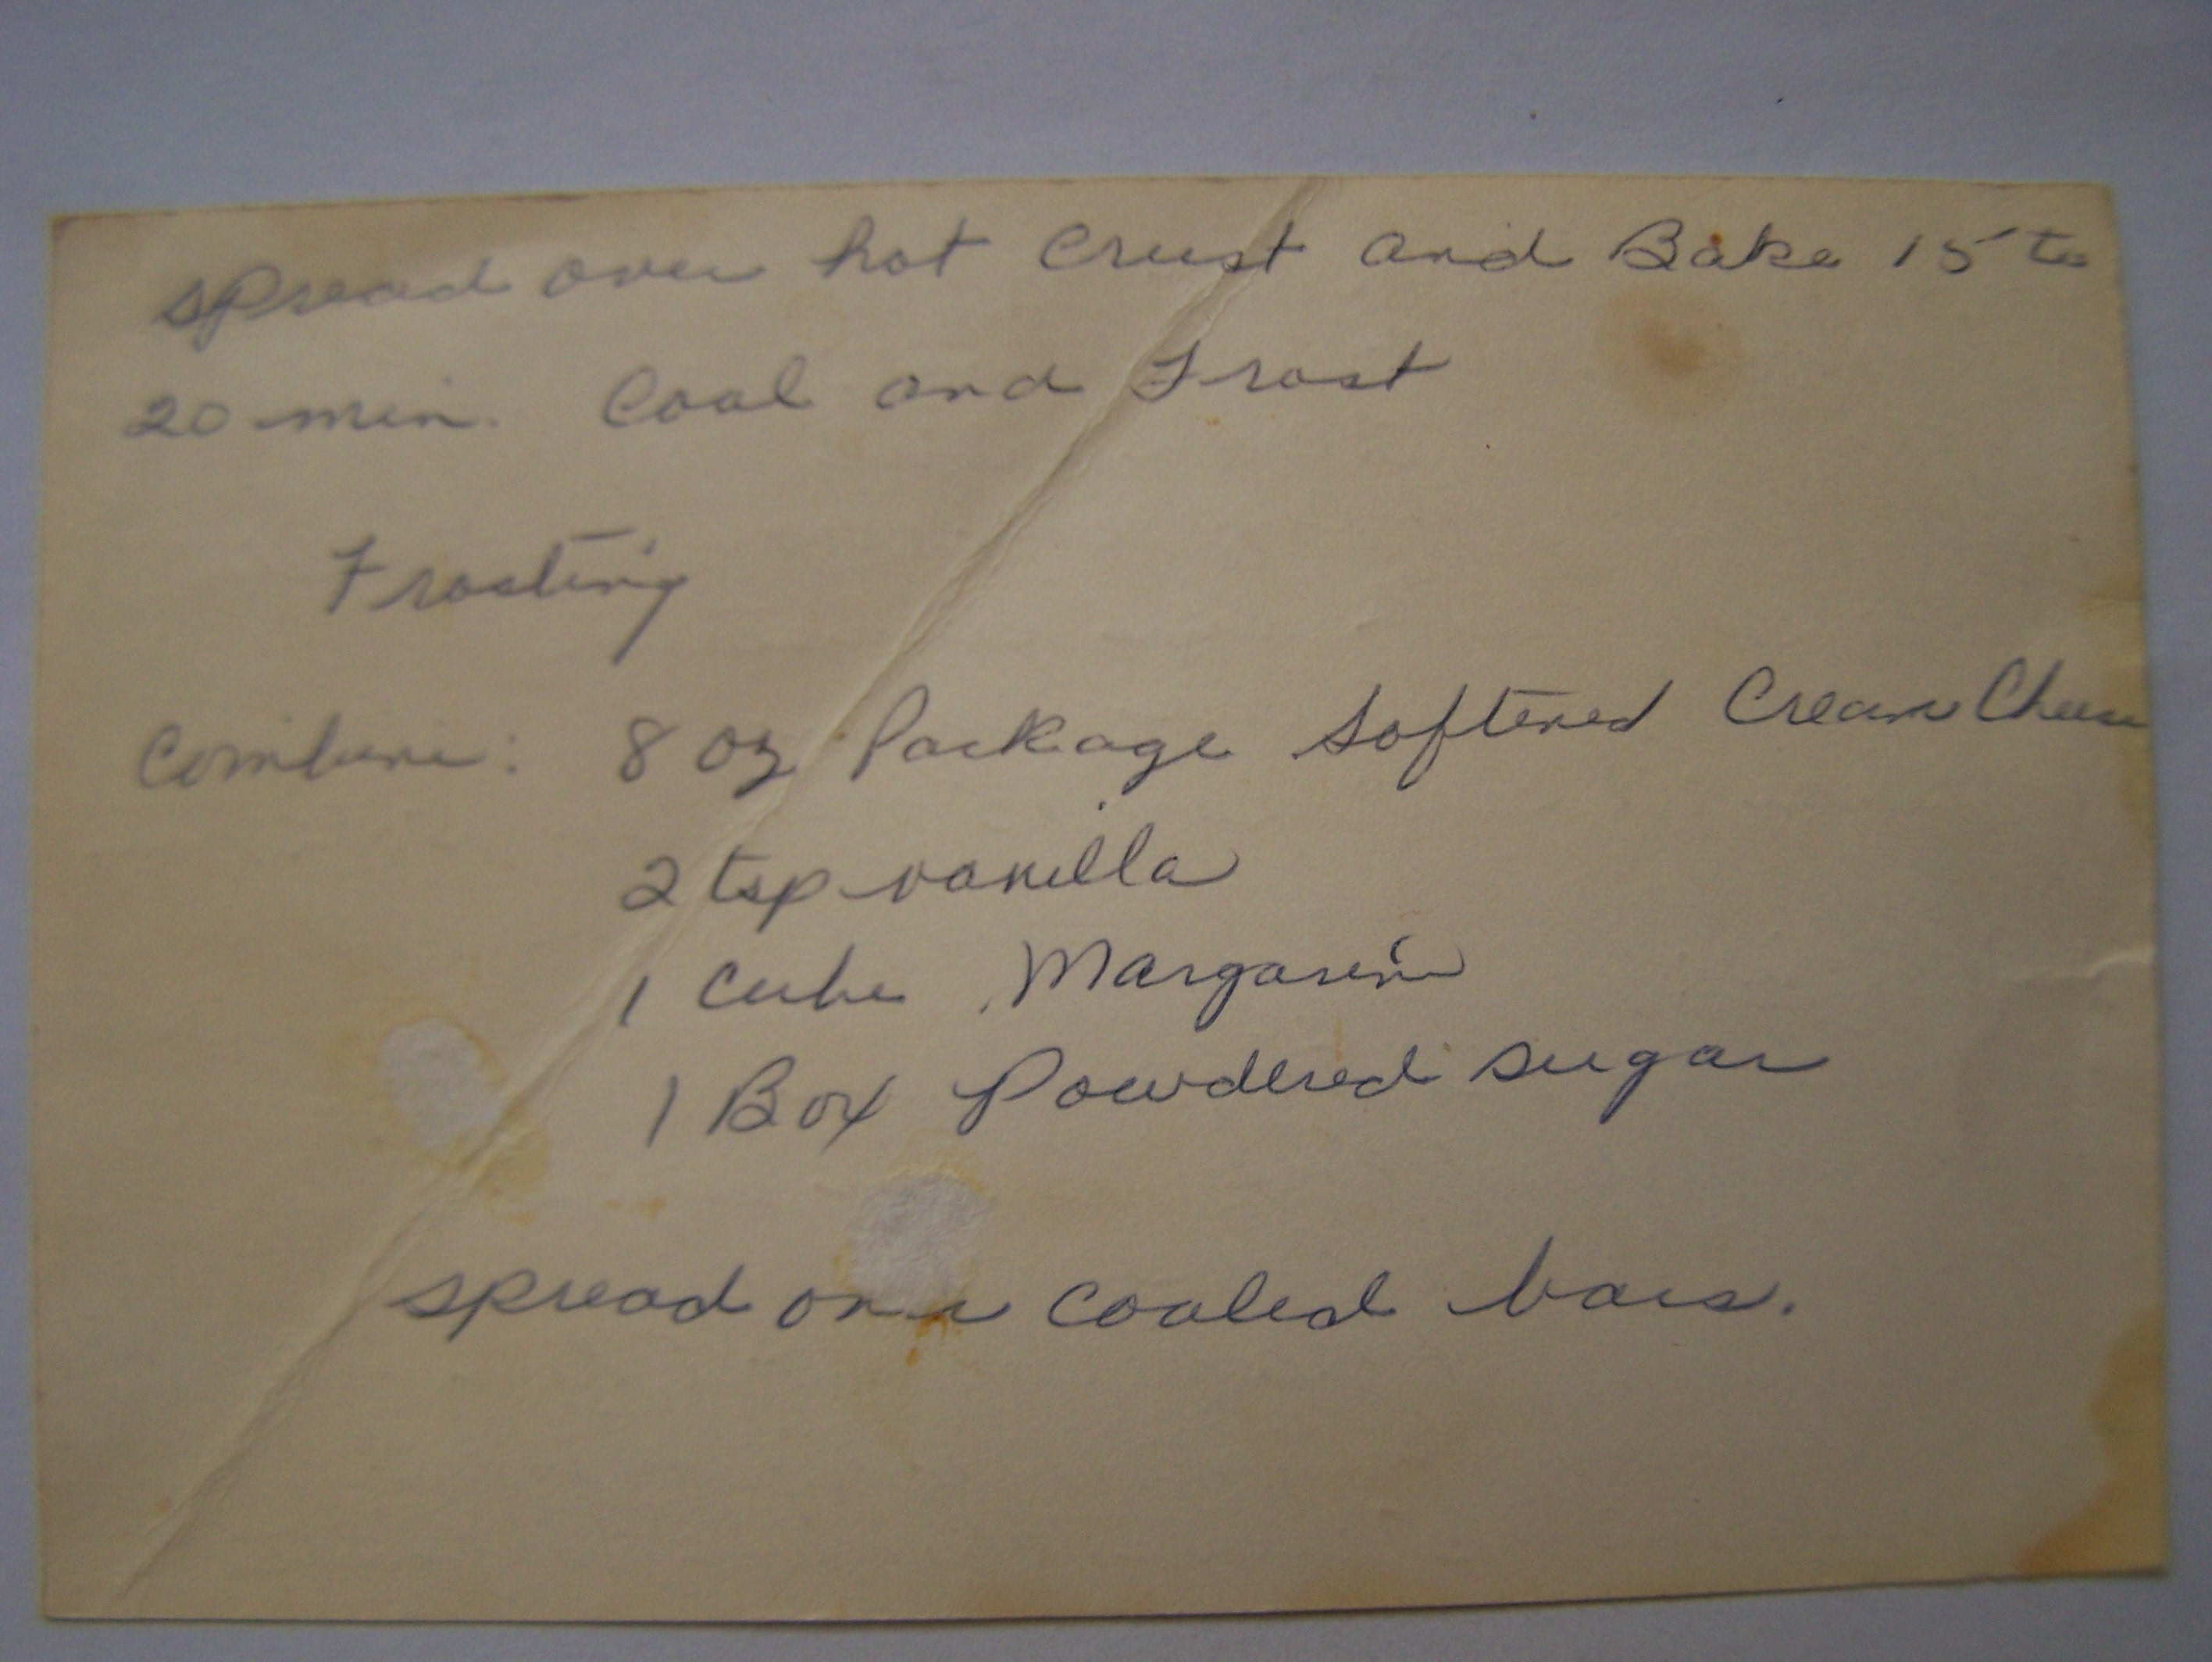 spread over hot Crust and Bake 15 to
20 min. Cool and Frost
Frosting
Combine: 8 oz Package Softened Cream Cheese
2 tsp vanilla
1 Cube Margarine
1 Box Powdered sugar
spread over cooled bars.